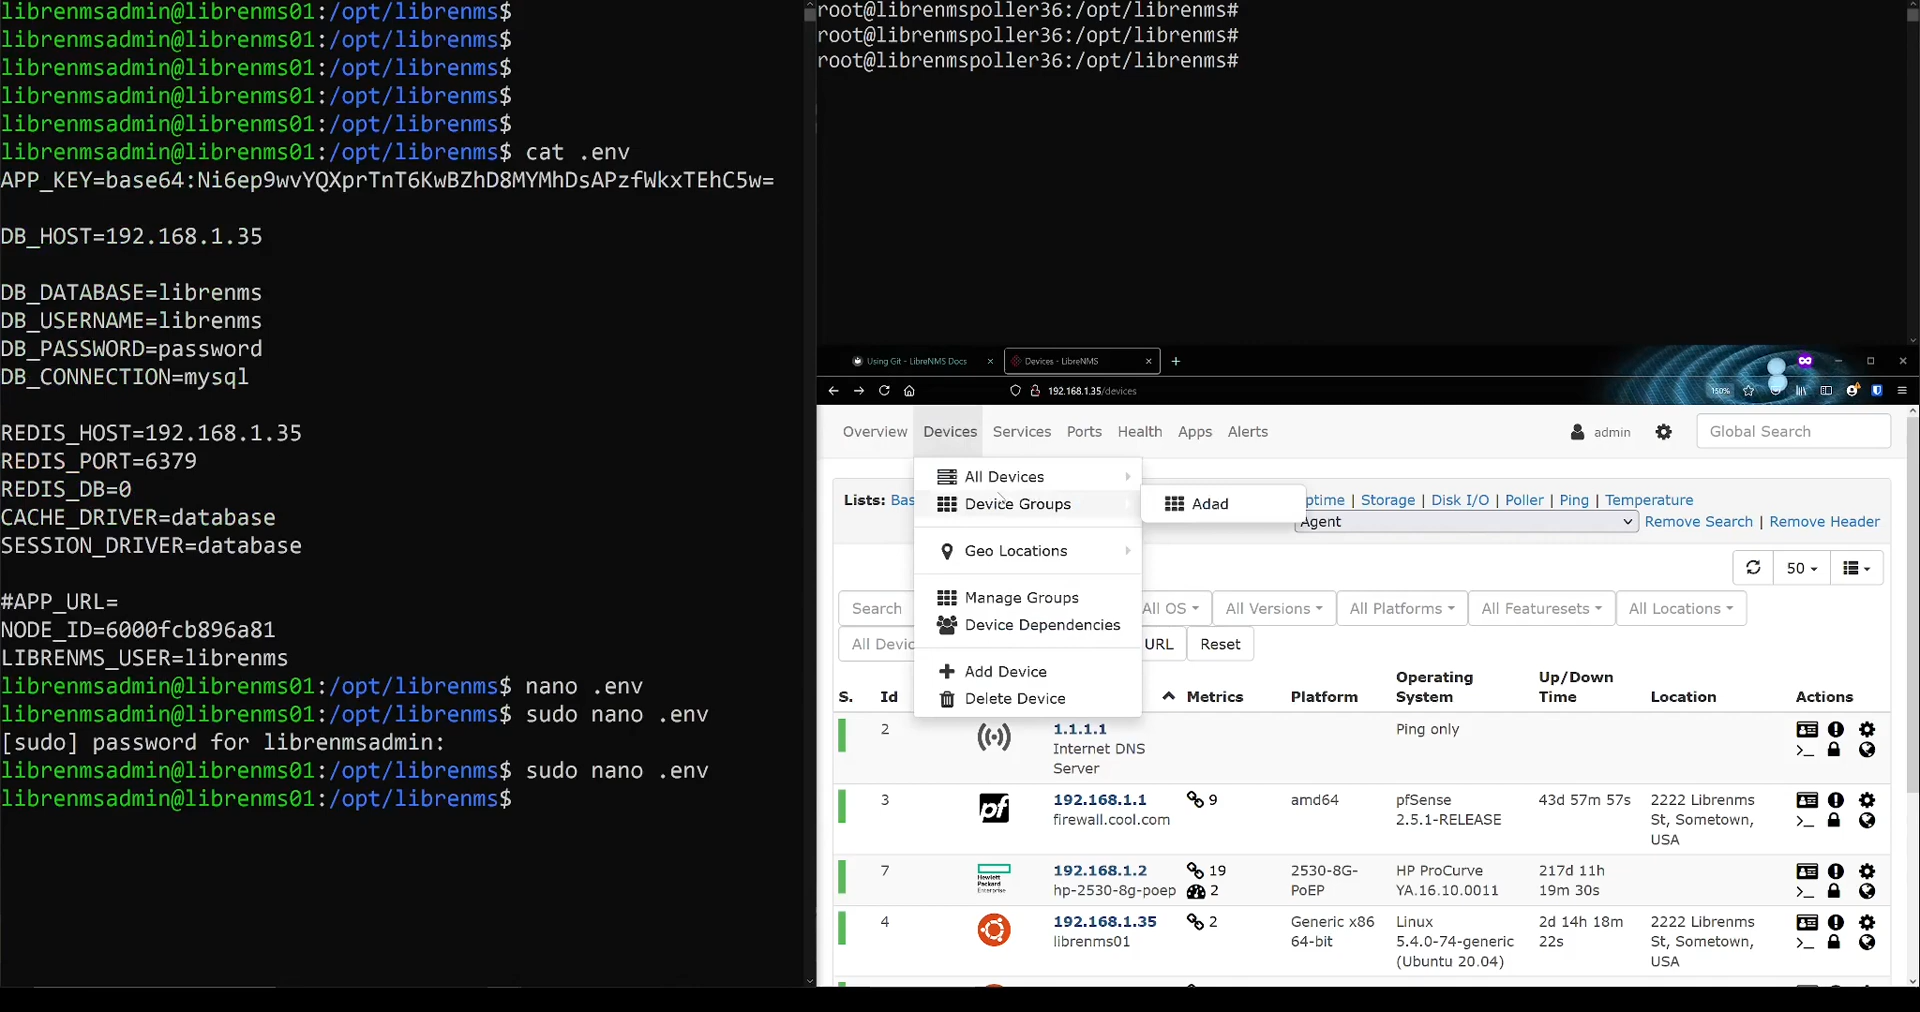 librenmsadmin@librenms01:/opt/librenms$
librenmsadmin@librenms01:/opt/librenms$
librenmsadmin@librenms01:/opt/librenms$
librenmsadmin@librenms01:/opt/librenms$
librenmsadmin@librenms01:/opt/librenms$
librenmsadmin@librenms01:/opt/librenms$ cat .env
APP_KEY=base64:Ni6ep9wvYQXprTnT6KwBZhD8MYMhDsAPzfWkxTEhC5w=
DB_HOST=192.168.1.35
DB_DATABASE=librenms
DB_USERNAME=librenms
DB_PASSWORD=password
DB_CONNECTION=mysql
REDIS_HOST=192.168.1.35
REDIS_PORT=6379
REDIS_DB=0
CACHE_DRIVER=database
SESSION_DRIVER=database
#APP_URL=
NODE_ID=6000fcb896a81
LIBRENMS_USER=librenms
librenmsadmin@librenms01:/opt/librenms$ nano .env
librenmsadmin@librenms01:/opt/librenms$ sudo nano .env
[sudo] password for librenmsadmin:
librenmsadmin@librenms01:/opt/librenms$ sudo nano .env
librenmsadmin@librenms01:/opt/librenms$
root@librenmspoller36:/opt/librenms#
root@librenmspoller36:/opt/librenms#
root@librenmspoller36:/opt/librenms#
Using Git - LibreNMS Docs
Devices - LibreNMS
192.168.1.35/devices
150%
Overview Devices Services Ports Health Apps Alerts
admin
Global Search
All Devices
Device Groups
Adad
Geo Locations
Manage Groups
Device Dependencies
Add Device
Delete Device
Lists: Bas
ptime | Storage | Disk I/O | Poller | Ping | Temperature
Agent
Remove Search | Remove Header
50
Search
All OS All Versions All Platforms All Featuresets All Locations
All Devic
URL Reset
S. Id Metrics Platform Operating System Up/Down Time Location Actions
2 1.1.1.1 Ping only
Internet DNS
Server
3 192.168.1.1 9 amd64 pfSense 43d 57m 57s 2222 Librenms
pf firewall.cool.com 2.5.1-RELEASE St, Sometown,
USA
7 192.168.1.2 19 2530-8G- HP ProCurve 217d 11h
Hewlett Packard Enterprise hp-2530-8g-poep 2 PoEP YA.16.10.0011 19m 30s
4 192.168.1.35 2 Generic x86 Linux 2d 14h 18m 2222 Librenms
librenms01 64-bit 5.4.0-74-generic 22s St, Sometown,
(Ubuntu 20.04) USA